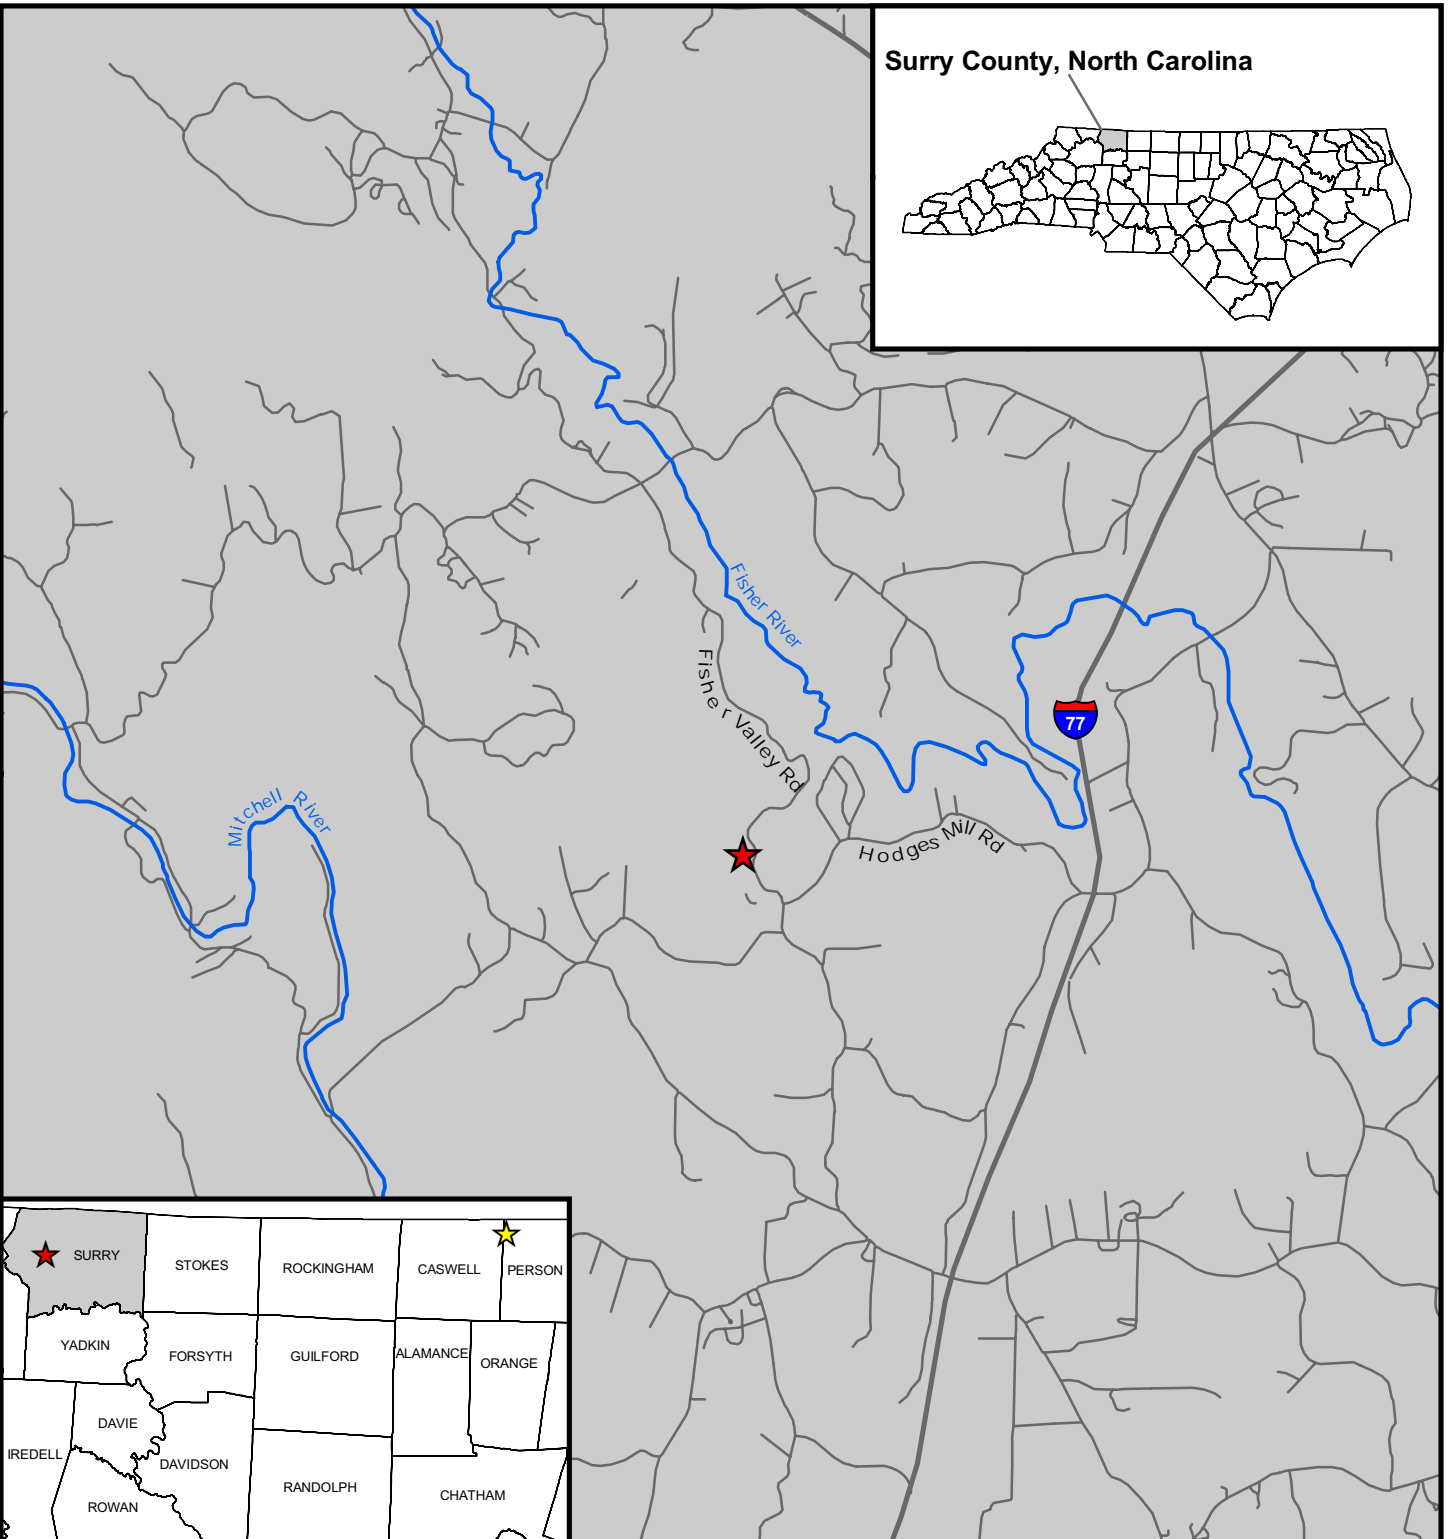 Surry County, North Carolina
Fisher River
Fisher Valley Rd
77
Mitchell River
Hodges Mill Rd
SURRY
STOKES
ROCKINGHAM
CASWELL
PERSON
YADKIN
FORSYTH
GUILFORD
ALAMANCE
ORANGE
DAVIE
IREDELL
DAVIDSON
RANDOLPH
CHATHAM
ROWAN